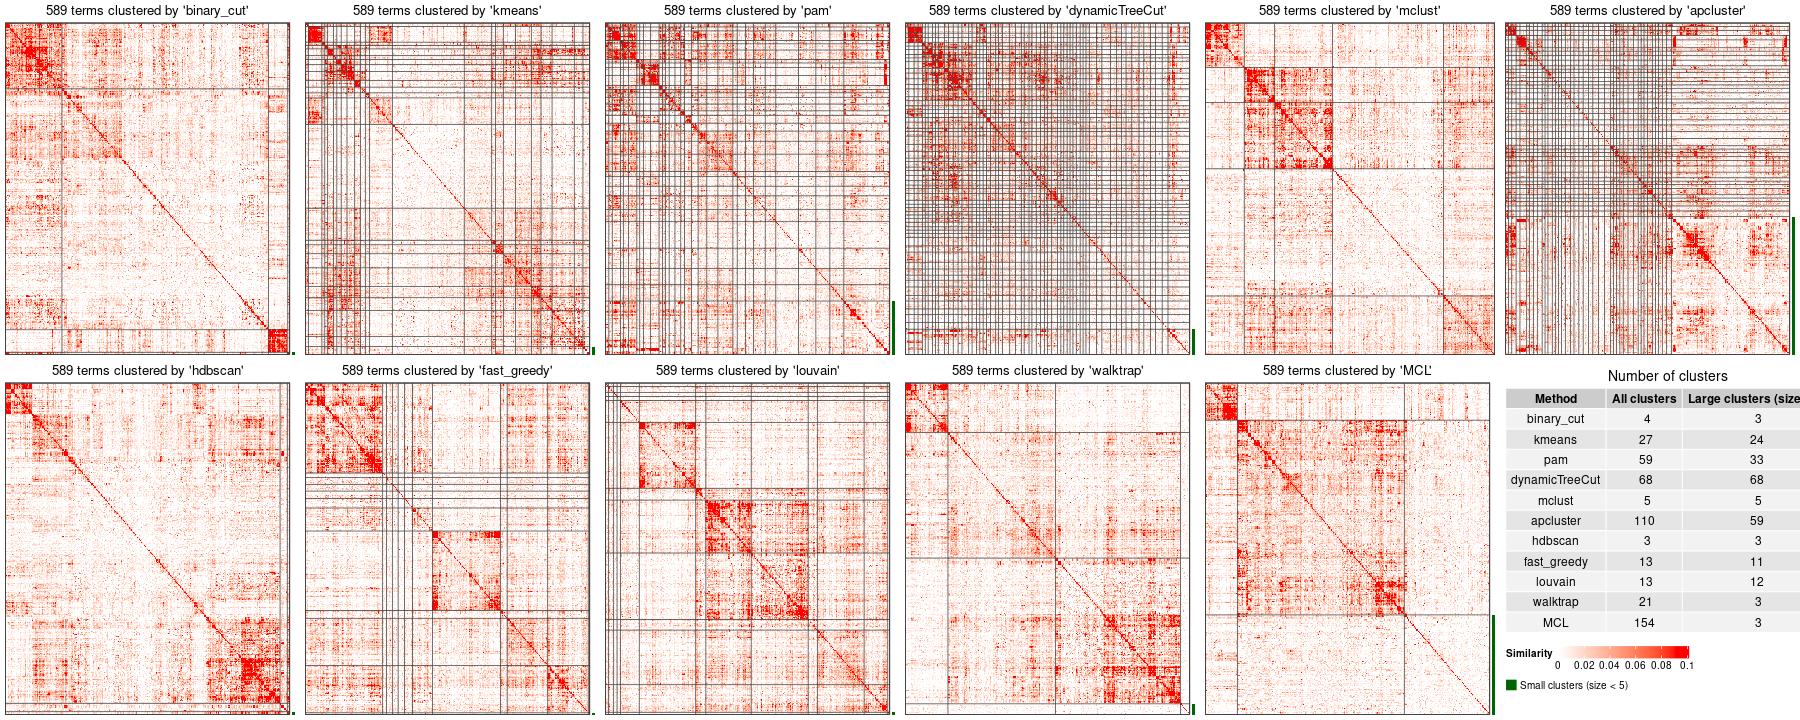 589 terms clustered by 'binary_cut'
589 terms clustered by 'kmeans'
589 terms clustered by 'pam'
589 terms clustered by 'dynamicTreeCut'
589 terms clustered by 'mclust'
589 terms clustered by 'apcluster'
589 terms clustered by 'hdbscan'
589 terms clustered by 'fast_greedy'
589 terms clustered by 'louvain'
589 terms clustered by 'walktrap'
589 terms clustered by 'MCL'
Number of clusters
Method All clusters Large clusters (size
binary_cut 4 3
kmeans 27 24
pam 59 33
dynamicTreeCut 68 68
mclust 5 5
apcluster 110 59
hdbscan 3 3
fast_greedy 13 11
louvain 13 12
walktrap 21 3
MCL 154 3
Similarity
0 0.02 0.04 0.06 0.08 0.1
Small clusters (size < 5)